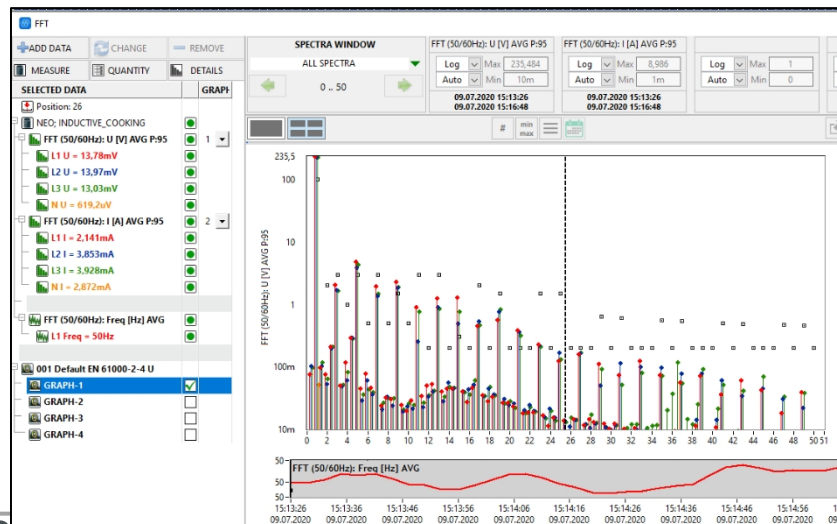 FFT
ADD DATA CHANGE REMOVE
MEASURE QUANTITY DETAILS
SELECTED DATA GRAPH
Position: 26
NEO; INDUCTIVE_COOKING
FFT (50/60Hz): U [V] AVG P:95 1
L1 U = 13,78mV
L2 U = 13,97mV
L3 U = 13,03mV
N U = 619,2uV
FFT (50/60Hz): I [A] AVG P:95 2
L1 I = 2,141mA
L2 I = 3,853mA
L3 I = 3,928mA
N I = 2,872mA
FFT (50/60Hz): Freq [Hz] AVG
L1 Freq = 50Hz
001 Default EN 61000-2-4 U
GRAPH-1
GRAPH-2
GRAPH-3
GRAPH-4
SPECTRA WINDOW
ALL SPECTRA
0 .. 50
FFT (50/60Hz): U [V] AVG P:95
Log Max 235,484
Auto Min 10m
09.07.2020 15:13:26
09.07.2020 15:16:48
FFT (50/60Hz): I [A] AVG P:95
Log Max 8,986
Auto Min 1m
09.07.2020 15:13:26
09.07.2020 15:16:48
Log Max 1
Auto Min 0
# min max
FFT (50/60Hz): U [V] AVG P:95
235,5
100
10
1
100m
10m
0 2 4 6 8 10 12 14 16 18 20 22 24 26 28 30 32 34 36 38 40 42 44 46 48 50 51
FFT (50/60Hz): Freq [Hz] AVG
50
50
50
15:13:26 15:13:36 15:13:46 15:13:56 15:14:06 15:14:16 15:14:26 15:14:36 15:14:46 15:14:56
09.07.2020 09.07.2020 09.07.2020 09.07.2020 09.07.2020 09.07.2020 09.07.2020 09.07.2020 09.07.2020 09.07.2020